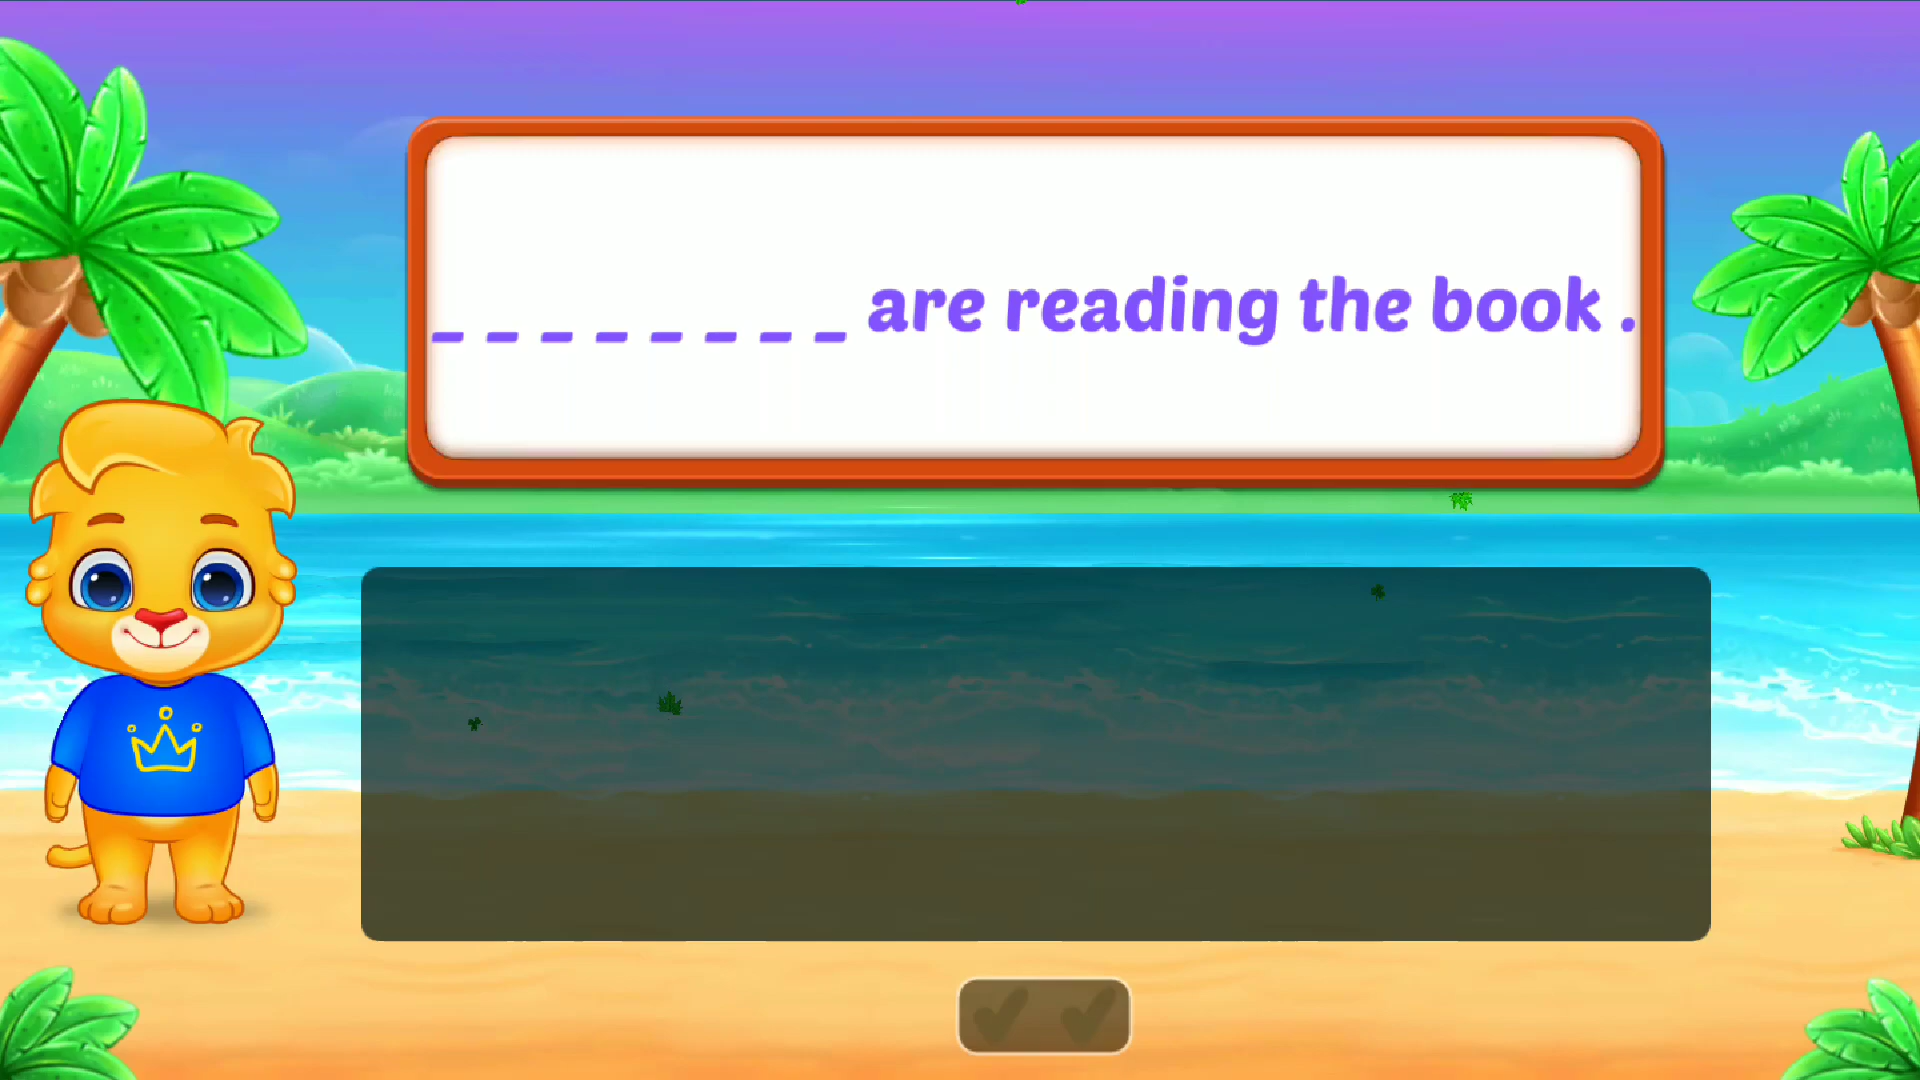 _ _ _ _ _ _ _ _ are reading the book .